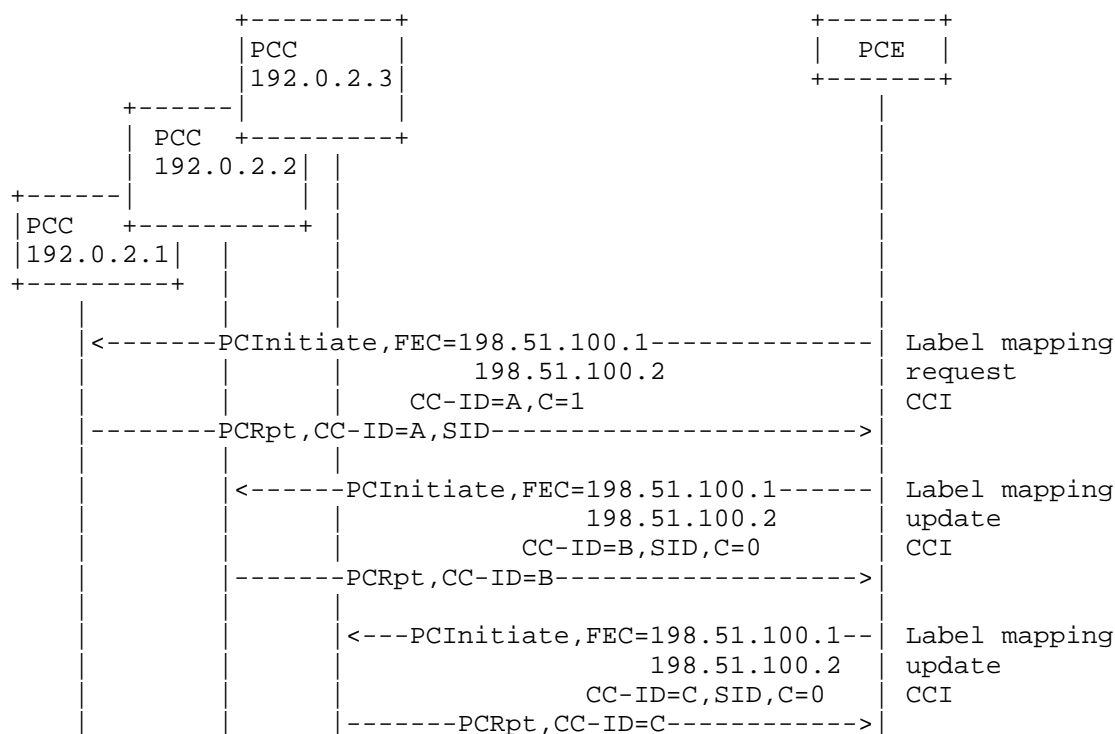 PCC PCE
192.0.2.3
PCC
192.0.2.2
PCC
192.0.2.1
<-------PCInitiate,FEC=198.51.100.1--------------| Label mapping
198.51.100.2 request
CC-ID=A,C=1 CCI
--------PCRpt,CC-ID=A,SID----------------------->
<------PCInitiate,FEC=198.51.100.1------| Label mapping
198.51.100.2 update
CC-ID=B,SID,C=0 CCI
-------PCRpt,CC-ID=B-------------------->
<---PCInitiate,FEC=198.51.100.1--| Label mapping
198.51.100.2 update
CC-ID=C,SID,C=0 CCI
-------PCRpt,CC-ID=C------------>